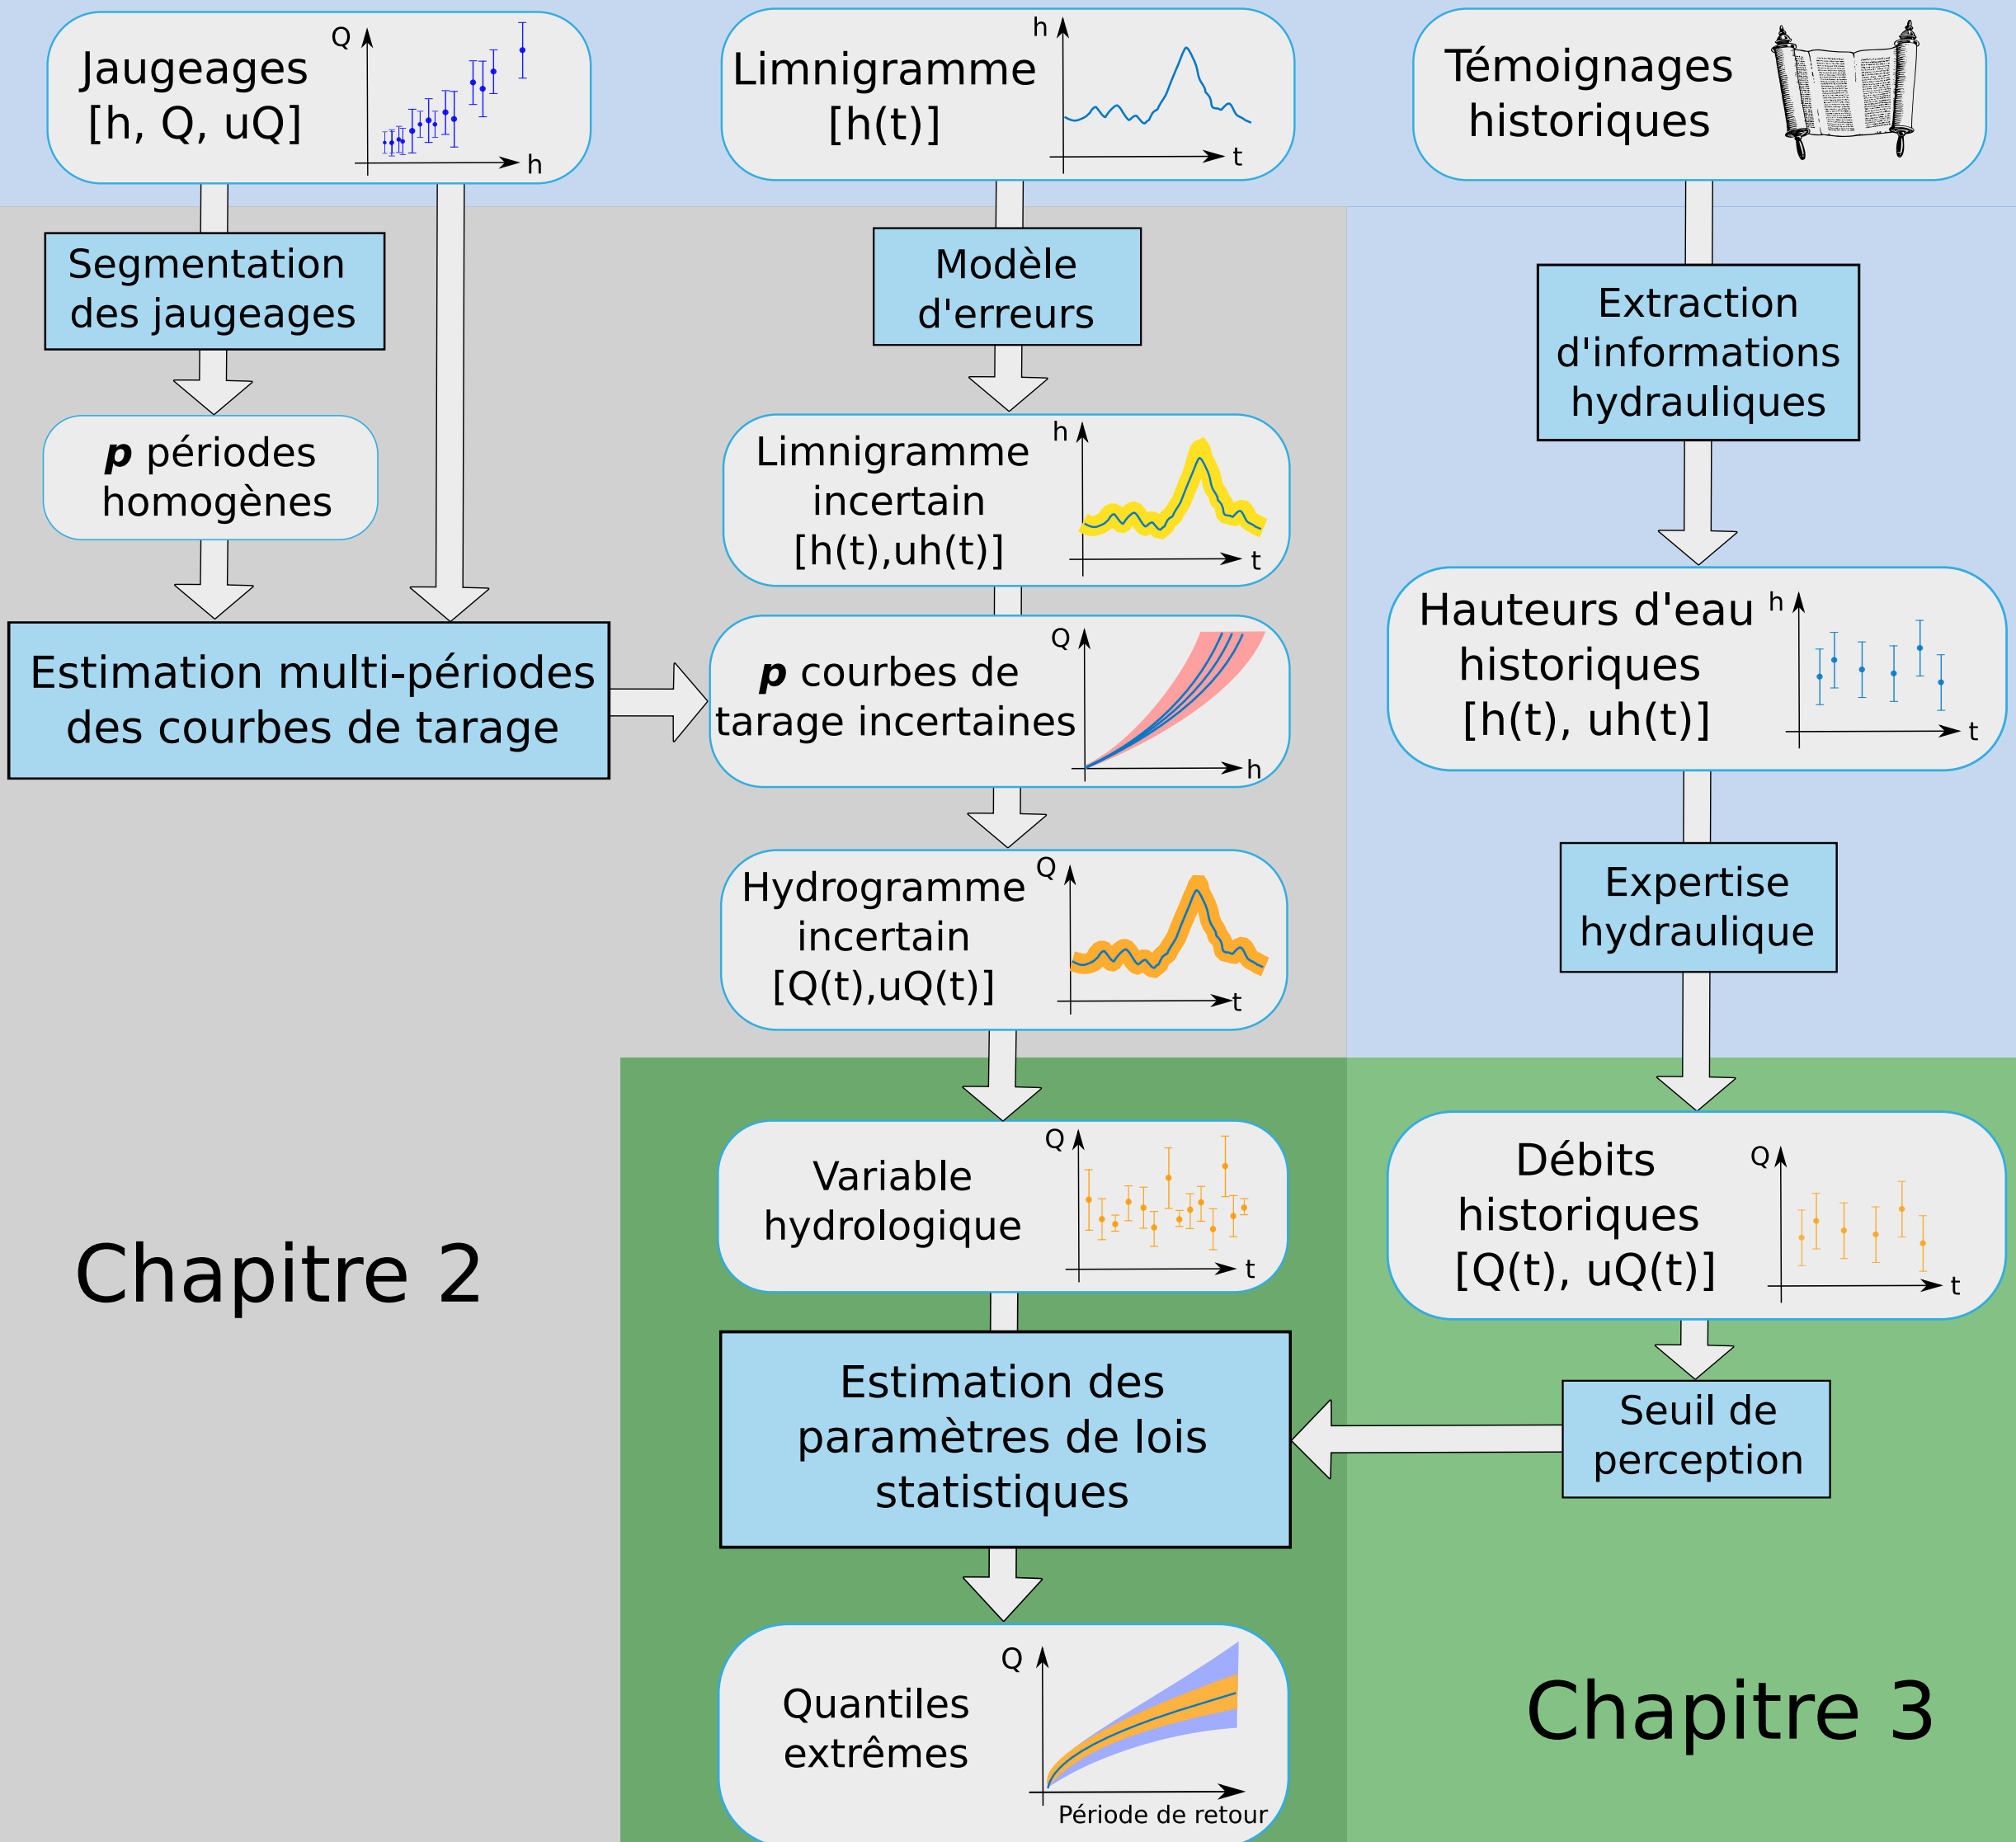 Jaugeages
[h, Q, uQ]
Q
h
Limnigramme
[h(t)]
h
t
Témoignages
historiques
Segmentation
des jaugeages
Modèle
d'erreurs
Extraction
d'informations
hydrauliques
p périodes
homogènes
Limnigramme
incertain
[h(t),uh(t)]
h
t
Estimation multi-périodes
des courbes de tarage
p courbes de
tarage incertaines
Q
h
Hauteurs d'eau
historiques
[h(t), uh(t)]
h
t
Hydrogramme
incertain
[Q(t),uQ(t)]
Q
t
Expertise
hydraulique
Variable
hydrologique
Q
t
Débits
historiques
[Q(t), uQ(t)]
Q
t
Chapitre 2
Estimation des
paramètres de lois
statistiques
Seuil de
perception
Quantiles
extrêmes
Q
Période de retour
Chapitre 3